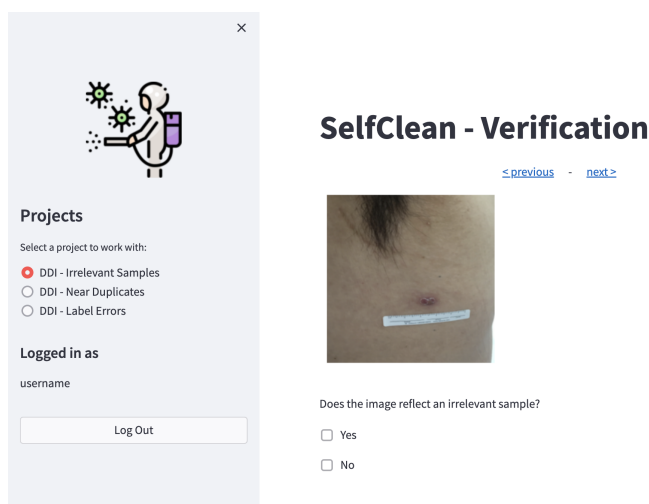 Projects
Select a project to work with:
DDI - Irrelevant Samples
DDI - Near Duplicates
DDI - Label Errors
Logged in as
username
Log Out
SelfClean - Verification
< previous - next >
Does the image reflect an irrelevant sample?
Yes
No